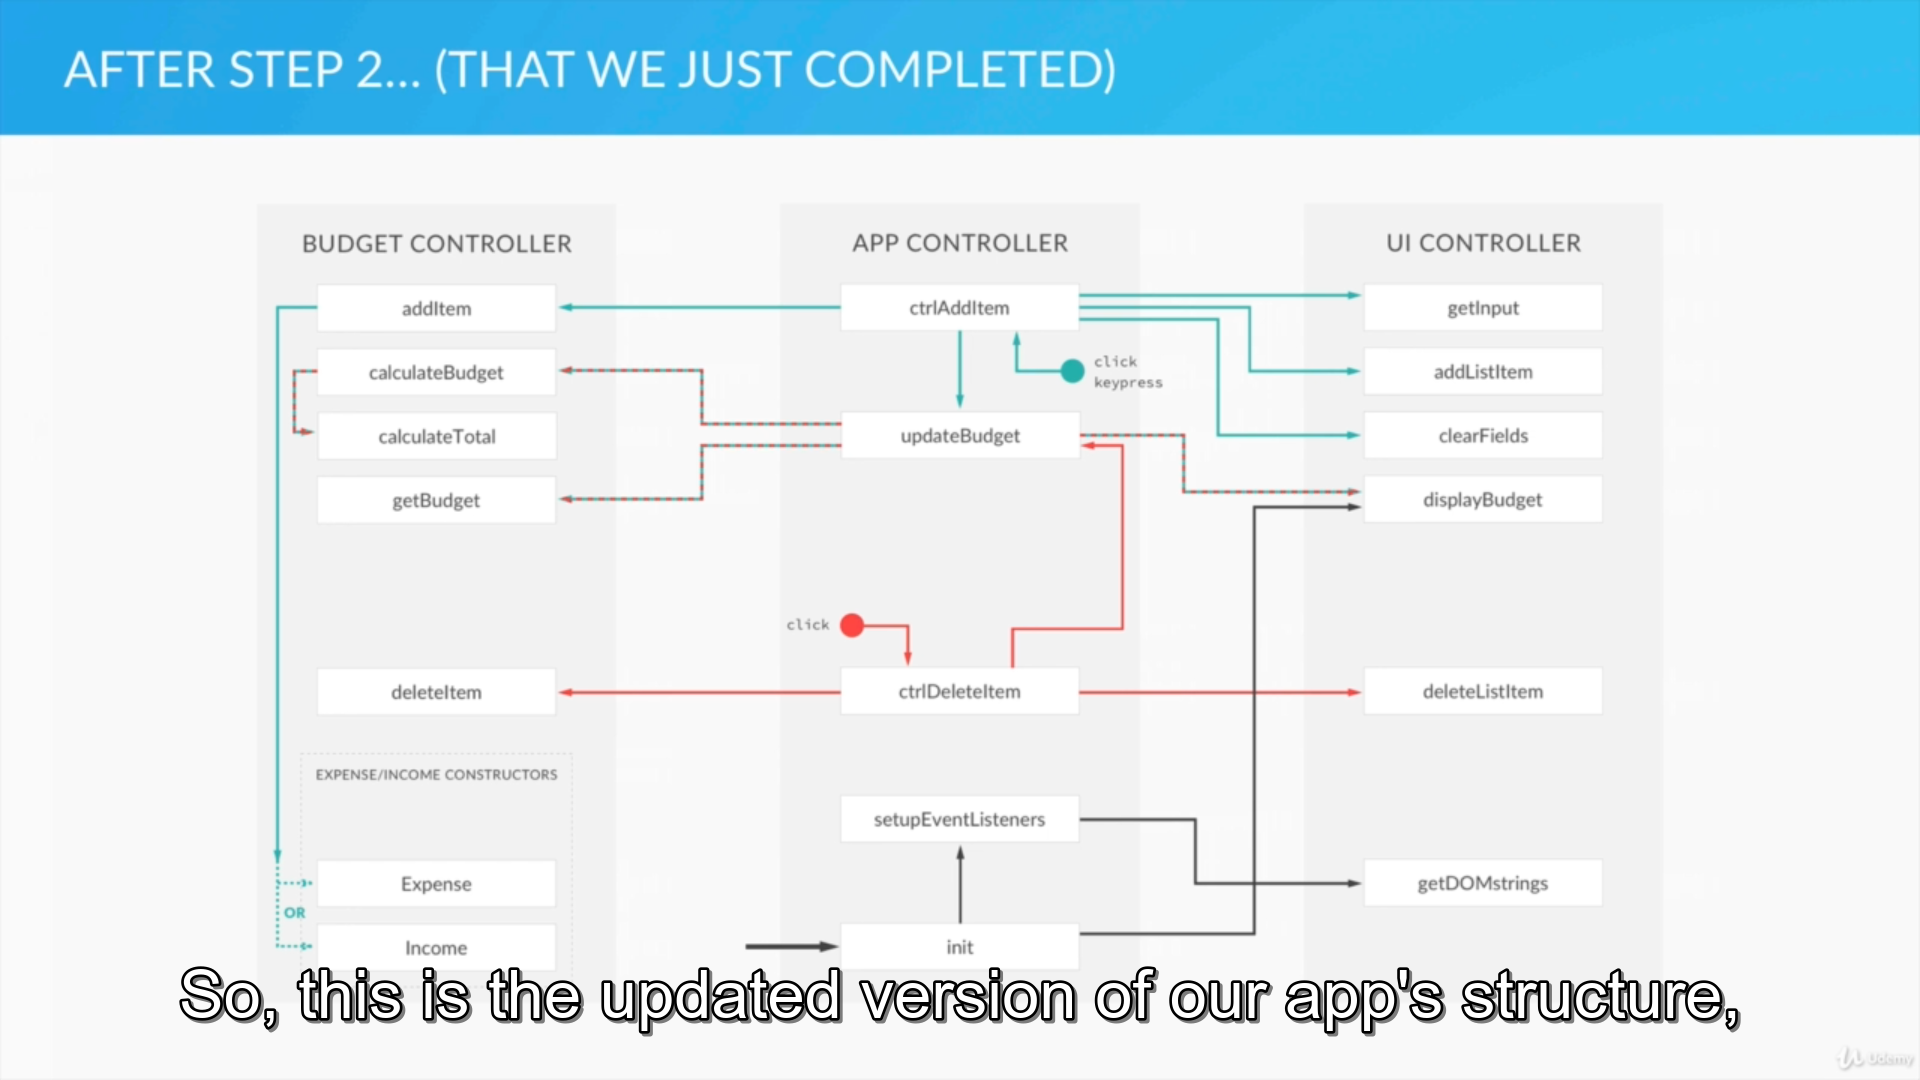 AFTER STEP 2... (THAT WE JUST COMPLETED)
BUDGET CONTROLLER
addItem
calculateBudget
calculateTotal
getBudget
deleteItem
EXPENSE/INCOME CONSTRUCTORS
Expense
OR
Income
APP CONTROLLER
ctrlAddItem
click
keypress
updateBudget
click
ctrlDeleteItem
setupEventListeners
init
UI CONTROLLER
getInput
addListItem
clearFields
displayBudget
deleteListItem
getDOMstrings
So, this is the updated version of our app's structure,
Udemy